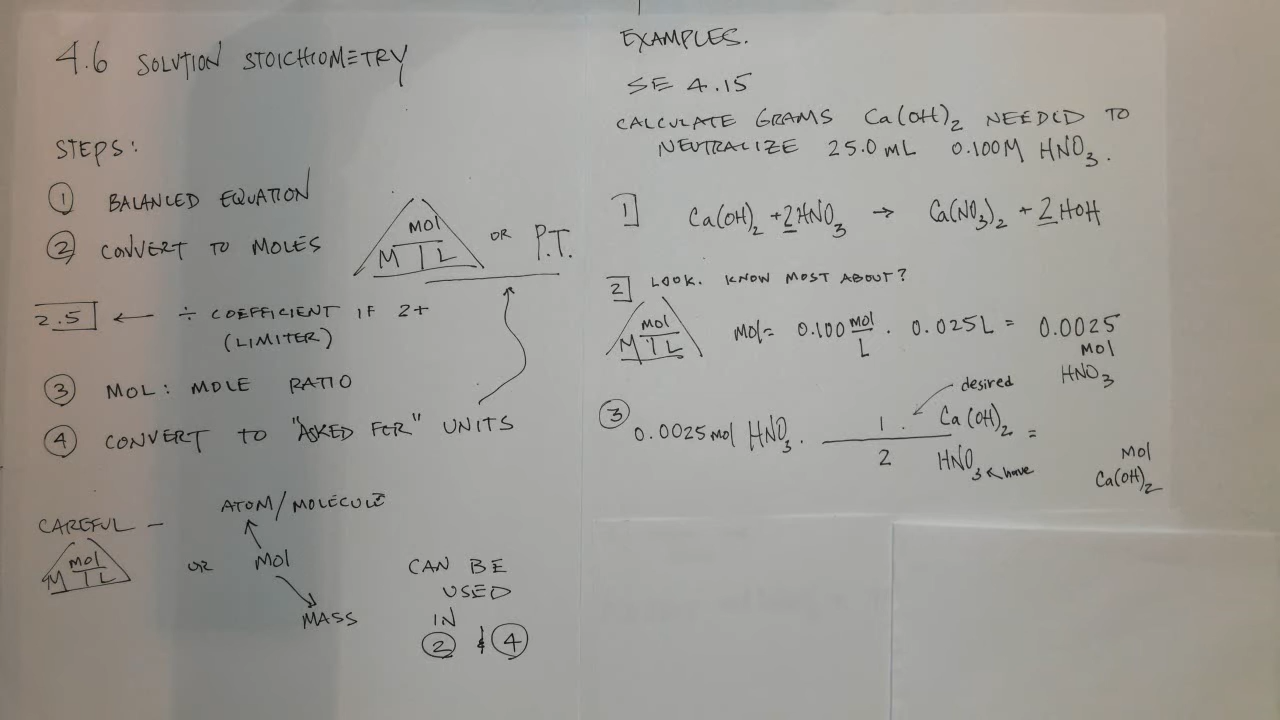 4.6 SOLUTION STOICHIOMETRY
STEPS:
① BALANCED EQUATION
② CONVERT TO MOLES
mol
M L
OR P.T.
2.5 ← ÷ COEFFICIENT IF 2+
(LIMITER)
③ MOL: MOLE RATIO
④ CONVERT TO "ASKED FOR" UNITS
CAREFUL –
mol
M L
OR
ATOM/MOLECULE
Mol
MASS
CAN BE
USED
IN
② & ④
EXAMPLES.
SE 4.15
CALCULATE GRAMS Ca(OH)₂ NEEDED TO
NEUTRALIZE 25.0 mL 0.100M HNO₃.
1 Ca(OH)₂ + 2HNO₃ → Ca(NO₃)₂ + 2HOH
2 LOOK. KNOW MOST ABOUT?
mol
M L
mol = 0.100 mol/L · 0.025L = 0.0025
mol
HNO₃
desired
③ 0.0025 mol HNO₃ · 1 Ca(OH)₂ =
2 HNO₃ ← have
mol
Ca(OH)₂